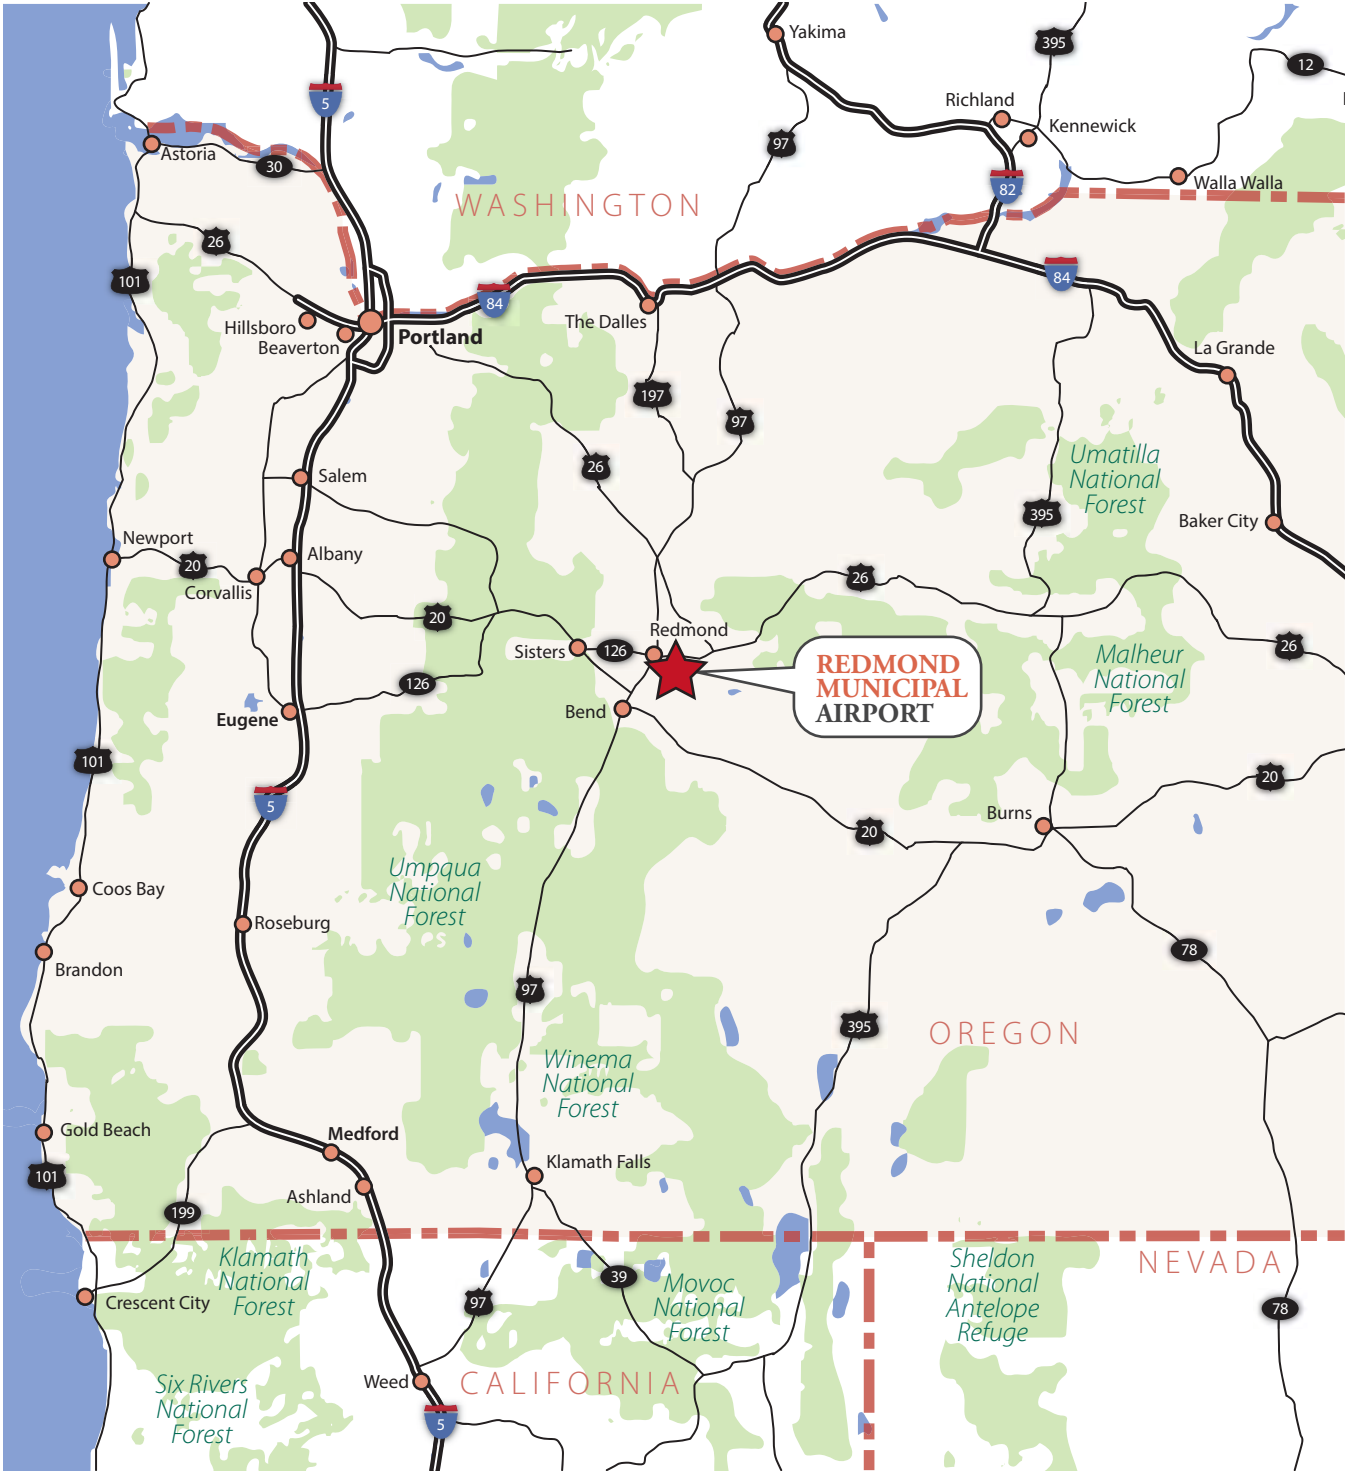 Yakima
395
12
Richland
5
Kennewick
97
Astoria
30
Walla Walla
82
WASHINGTON
26
101
84
84
Hillsboro
The Dalles
Beaverton
Portland
La Grande
197
97
Umatilla
National
Forest
26
Salem
395
Baker City
Newport
Albany
20
26
Corvallis
20
Redmond
26
Sisters
126
REDMOND
MUNICIPAL
AIRPORT
Malheur
National
Forest
126
Eugene
Bend
101
20
5
Burns
20
Umpqua
National
Forest
Coos Bay
Roseburg
78
Brandon
97
395
OREGON
Winema
National
Forest
Gold Beach
Medford
101
Klamath Falls
Ashland
199
Klamath
National
Forest
Sheldon
National
Antelope
Refuge
NEVADA
39
Movoc
National
Forest
Crescent City
97
78
Weed
CALIFORNIA
Six Rivers
National
Forest
5